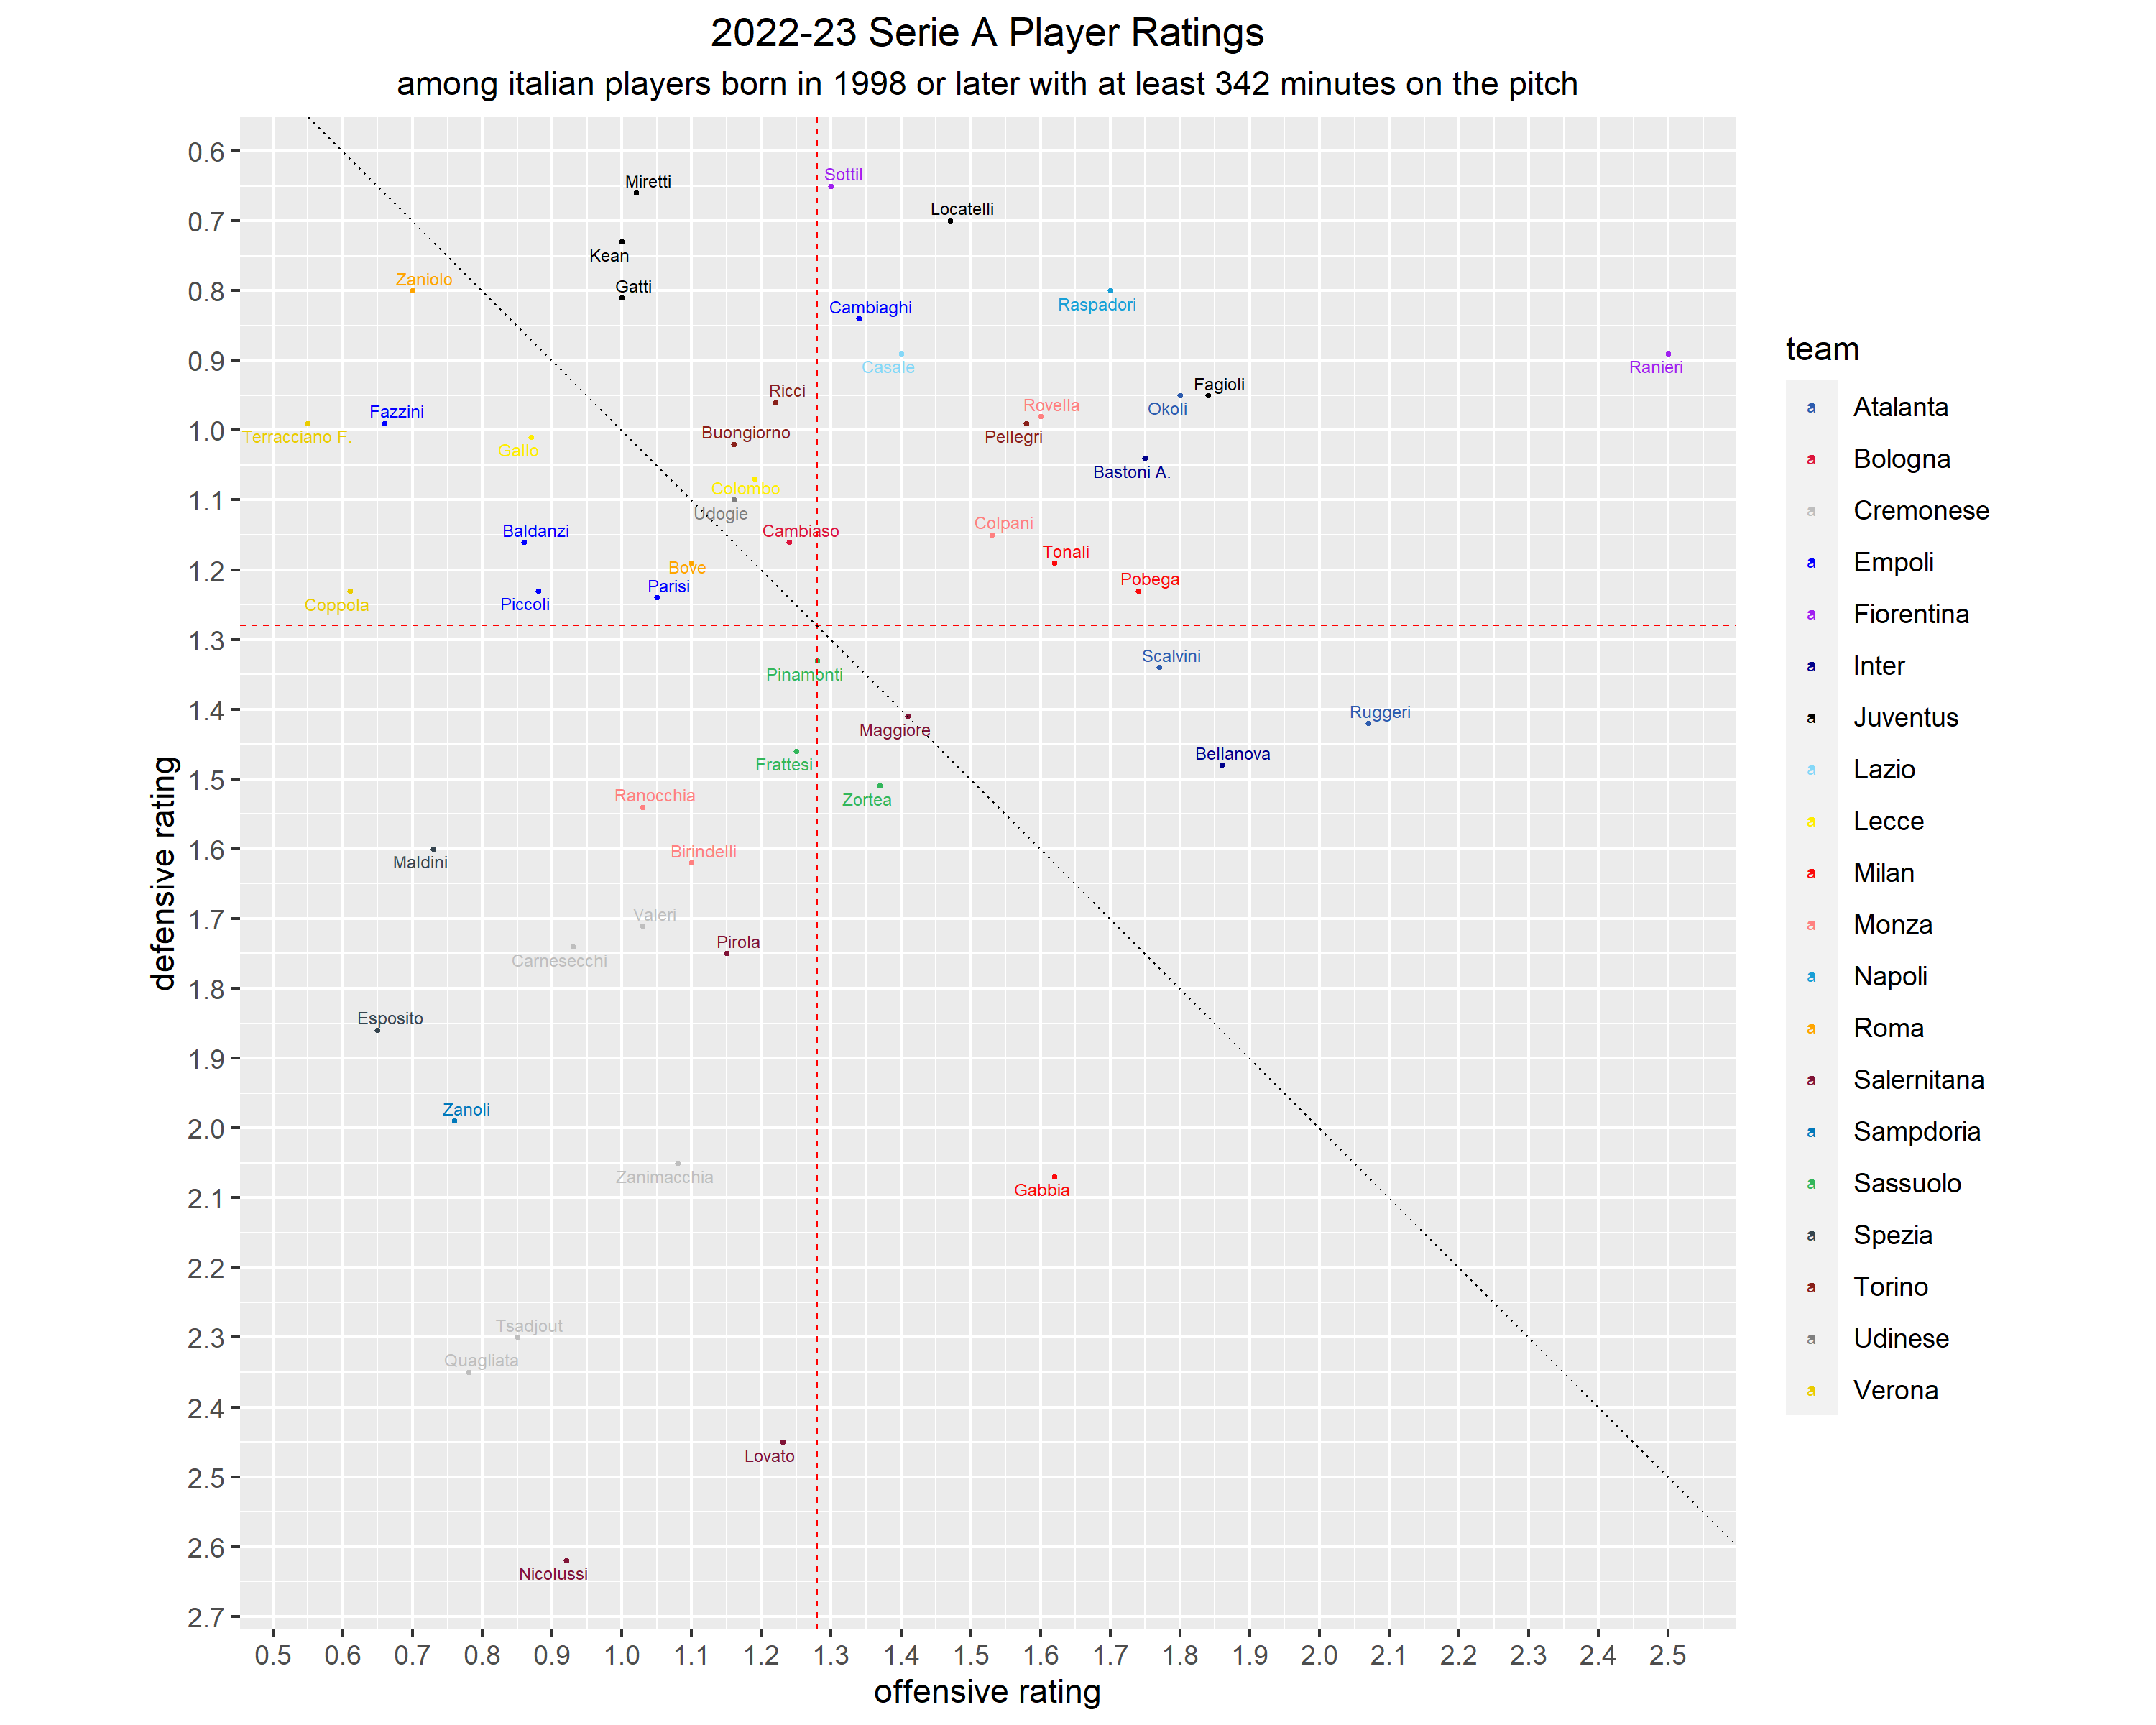 2022-23 Serie A Player Ratings
among italian players born in 1998 or later with at least 342 minutes on the pitch
defensive rating
0.6
0.7
0.8
0.9
1.0
1.1
1.2
1.3
1.4
1.5
1.6
1.7
1.8
1.9
2.0
2.1
2.2
2.3
2.4
2.5
2.6
2.7
Sottil
Miretti
Locatelli
Kean
Zaniolo
Gatti
Raspadori
Cambiaghi
Casale
Ranieri
Fagioli
Ricci
Rovella
Okoli
Fazzini
Buongiorno
Terracciano F.
Pellegri
Gallo
Bastoni A.
Colombo
Udogie
Colpani
Baldanzi
Cambiaso
Tonali
Bove
Pobega
Parisi
Coppola
Piccoli
Scalvini
Pinamonti
Ruggeri
Maggiore
Bellanova
Frattesi
Ranocchia
Zortea
Birindelli
Maldini
Valeri
Pirola
Carnesecchi
Esposito
Zanoli
Zanimacchia
Gabbia
Tsadjout
Quagliata
Lovato
Nicolussi
0.5 0.6 0.7 0.8 0.9 1.0 1.1 1.2 1.3 1.4 1.5 1.6 1.7 1.8 1.9 2.0 2.1 2.2 2.3 2.4 2.5
offensive rating
team
a Atalanta
a Bologna
a Cremonese
a Empoli
a Fiorentina
a Inter
a Juventus
a Lazio
a Lecce
a Milan
a Monza
a Napoli
a Roma
a Salernitana
a Sampdoria
a Sassuolo
a Spezia
a Torino
a Udinese
a Verona